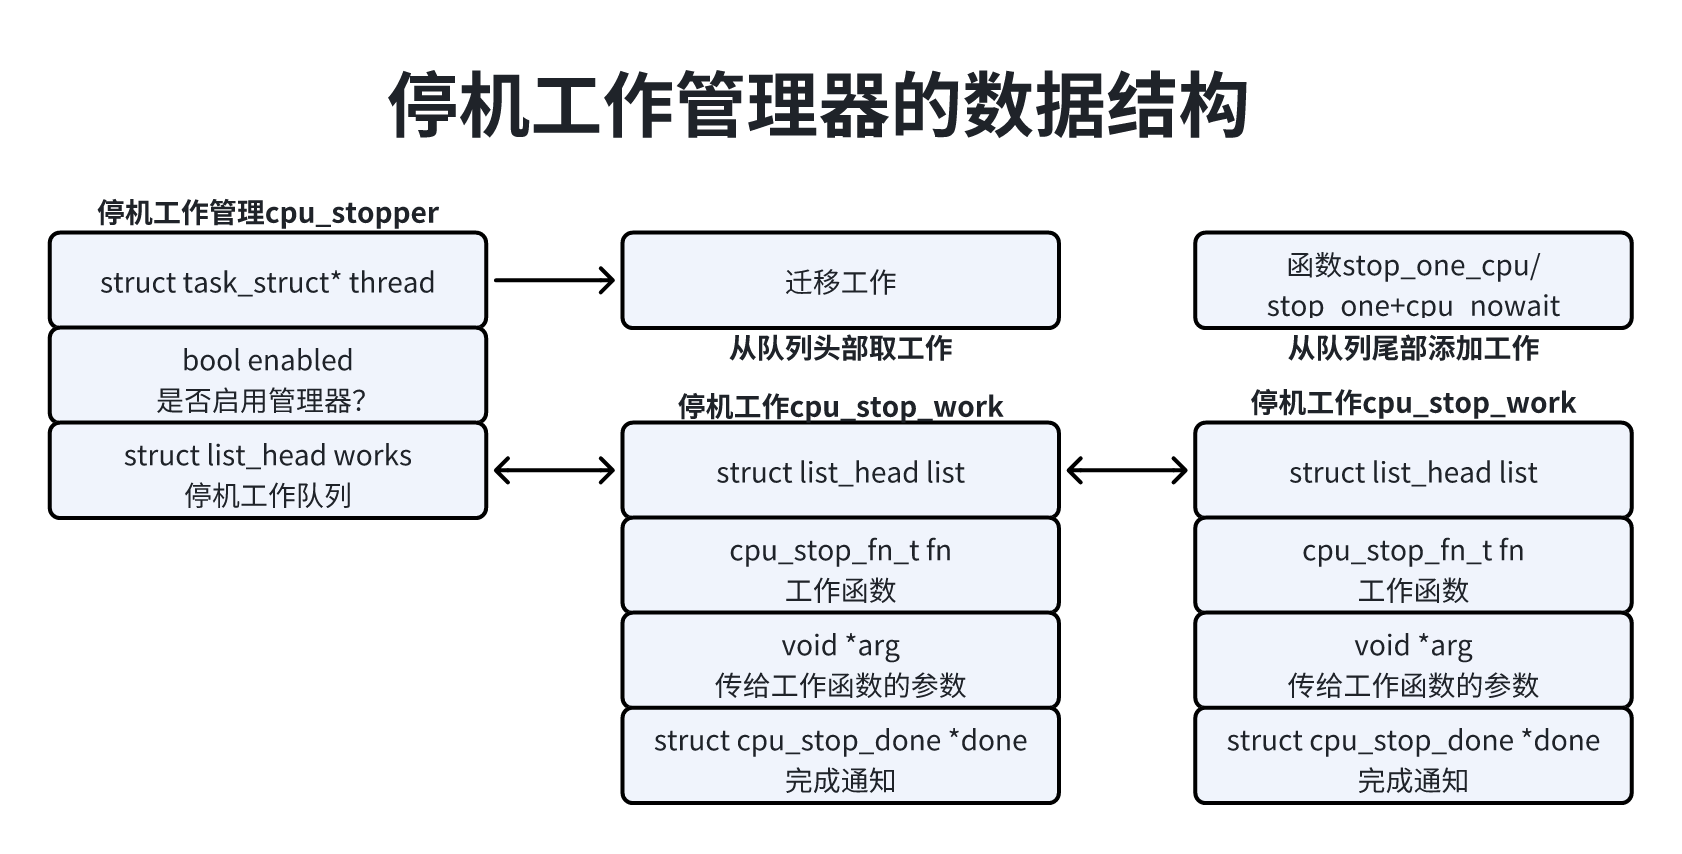 停机工作管理器的数据结构
停机工作管理cpu_stopper
struct task_struct* thread
bool enabled
是否启用管理器？
struct list_head works
停机工作队列
迁移工作
从队列头部取工作
停机工作cpu_stop_work
struct list_head list
cpu_stop_fn_t fn
工作函数
void *arg
传给工作函数的参数
struct cpu_stop_done *done
完成通知
函数stop_one_cpu/
stop_one+cpu_nowait
从队列尾部添加工作
停机工作cpu_stop_work
struct list_head list
cpu_stop_fn_t fn
工作函数
void *arg
传给工作函数的参数
struct cpu_stop_done *done
完成通知